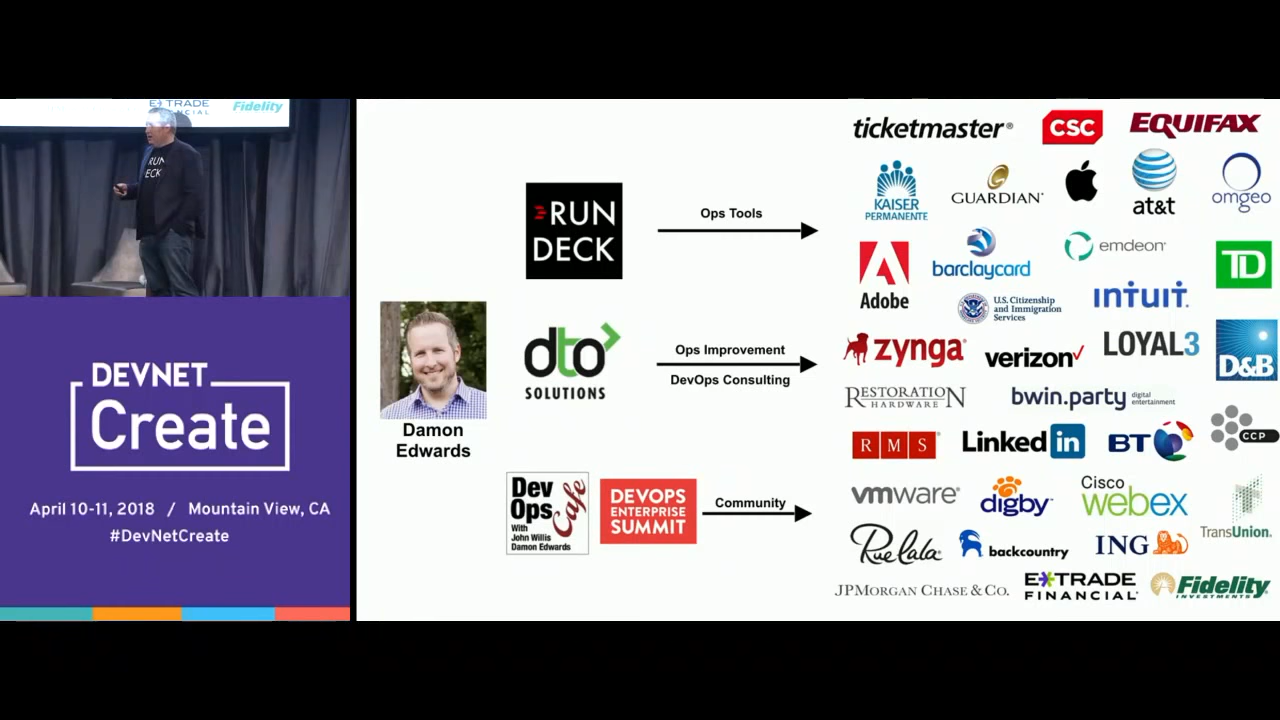 E*TRADE
Fidelity
RUN
DECK
DEVNET
Create
April 10-11, 2018 / Mountain View, CA
#DevNetCreate
RUN
DECK
Ops Tools
Damon
Edwards
dto
SOLUTIONS
Ops Improvement
DevOps Consulting
Dev
Ops
Cafe
With
John Willis
Damon Edwards
DEVOPS
ENTERPRISE
SUMMIT
Community
ticketmaster®
CSC
EQUIFAX
KAISER
PERMANENTE
GUARDIAN®
at&t
omgeo
Adobe
barclaycard
emdeon®
TD
U.S. Citizenship
and Immigration
Services
intuit.
zynga®
verizon
LOYAL3
D&B
RESTORATION
HARDWARE
bwin.party digital
entertainment
CCP
RMS®
Linked in
BT
vmware®
digby
Cisco
webex
TransUnion.
Rue La la
backcountry
ING
JPMORGAN CHASE & CO.
E*TRADE
FINANCIAL®
Fidelity
INVESTMENTS®